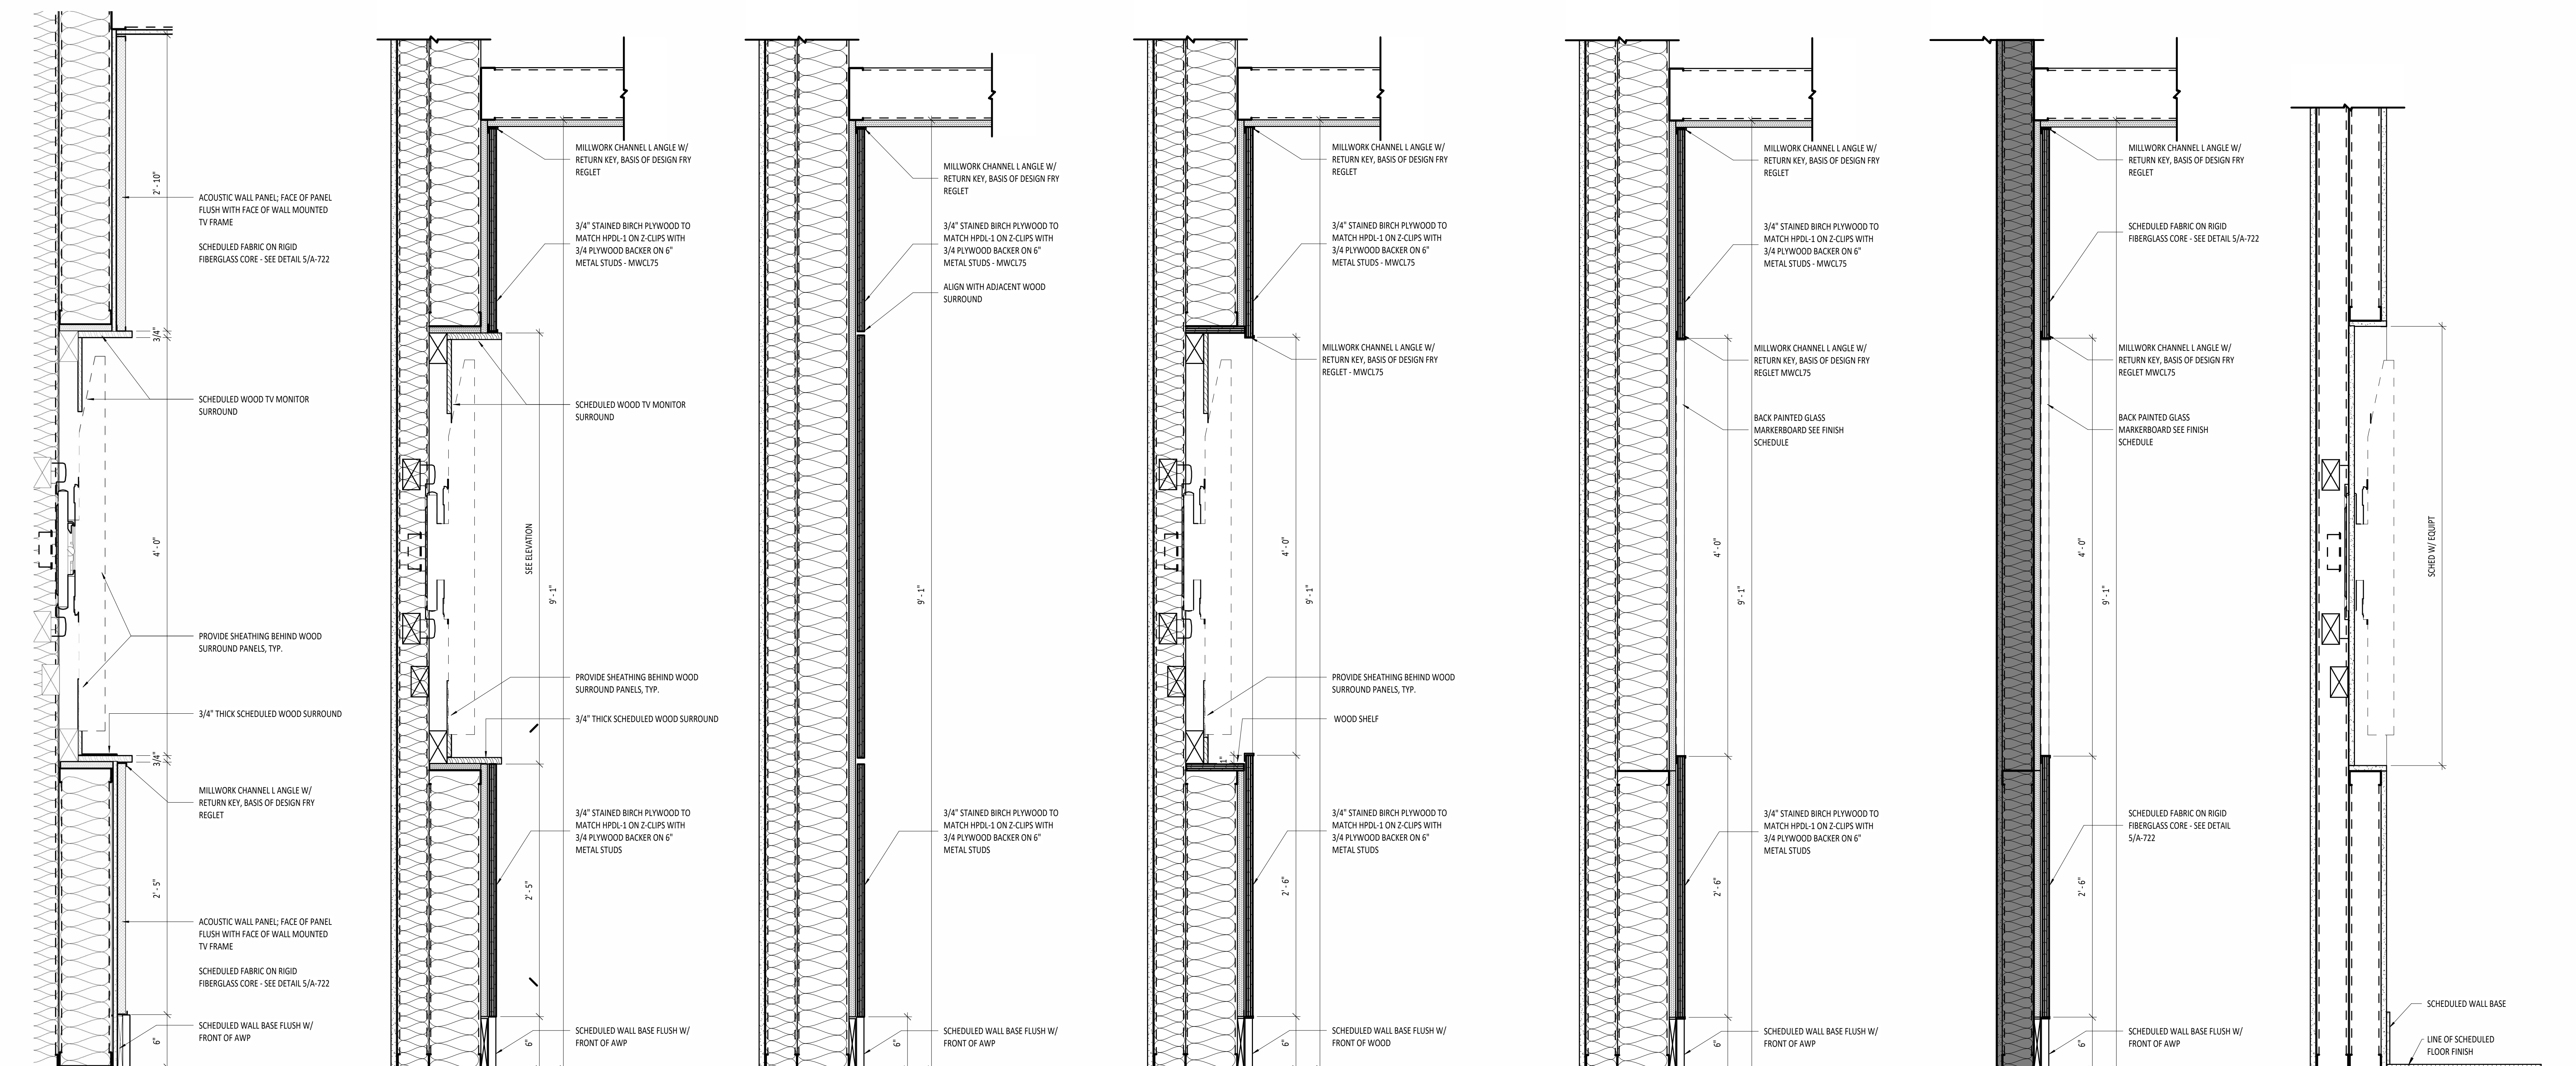 2' - 10"
ACOUSTIC WALL PANEL; FACE OF PANEL
FLUSH WITH FACE OF WALL MOUNTED
TV FRAME
SCHEDULED FABRIC ON RIGID
FIBERGLASS CORE - SEE DETAIL 5/A-722
3/4"
SCHEDULED WOOD TV MONITOR
SURROUND
4' - 0"
PROVIDE SHEATHING BEHIND WOOD
SURROUND PANELS, TYP.
3/4" THICK SCHEDULED WOOD SURROUND
3/4"
MILLWORK CHANNEL L ANGLE W/
RETURN KEY, BASIS OF DESIGN FRY
REGLET
2' - 5"
ACOUSTIC WALL PANEL; FACE OF PANEL
FLUSH WITH FACE OF WALL MOUNTED
TV FRAME
SCHEDULED FABRIC ON RIGID
FIBERGLASS CORE - SEE DETAIL 5/A-722
SCHEDULED WALL BASE FLUSH W/
FRONT OF AWP
6"
MILLWORK CHANNEL L ANGLE W/
RETURN KEY, BASIS OF DESIGN FRY
REGLET
3/4" STAINED BIRCH PLYWOOD TO
MATCH HPDL-1 ON Z-CLIPS WITH
3/4 PLYWOOD BACKER ON 6"
METAL STUDS - MWCL75
SCHEDULED WOOD TV MONITOR
SURROUND
SEE ELEVATION
9' - 1"
PROVIDE SHEATHING BEHIND WOOD
SURROUND PANELS, TYP.
3/4" THICK SCHEDULED WOOD SURROUND
3/4" STAINED BIRCH PLYWOOD TO
MATCH HPDL-1 ON Z-CLIPS WITH
3/4 PLYWOOD BACKER ON 6"
METAL STUDS
2' - 5"
SCHEDULED WALL BASE FLUSH W/
FRONT OF AWP
6"
MILLWORK CHANNEL L ANGLE W/
RETURN KEY, BASIS OF DESIGN FRY
REGLET
3/4" STAINED BIRCH PLYWOOD TO
MATCH HPDL-1 ON Z-CLIPS WITH
3/4 PLYWOOD BACKER ON 6"
METAL STUDS - MWCL75
ALIGN WITH ADJACENT WOOD
SURROUND
9' - 1"
3/4" STAINED BIRCH PLYWOOD TO
MATCH HPDL-1 ON Z-CLIPS WITH
3/4 PLYWOOD BACKER ON 6"
METAL STUDS
SCHEDULED WALL BASE FLUSH W/
FRONT OF AWP
6"
MILLWORK CHANNEL L ANGLE W/
RETURN KEY, BASIS OF DESIGN FRY
REGLET
3/4" STAINED BIRCH PLYWOOD TO
MATCH HPDL-1 ON Z-CLIPS WITH
3/4 PLYWOOD BACKER ON 6"
METAL STUDS - MWCL75
MILLWORK CHANNEL L ANGLE W/
RETURN KEY, BASIS OF DESIGN FRY
REGLET - MWCL75
4' - 0"
9' - 1"
PROVIDE SHEATHING BEHIND WOOD
SURROUND PANELS, TYP.
WOOD SHELF
1"
3/4" STAINED BIRCH PLYWOOD TO
MATCH HPDL-1 ON Z-CLIPS WITH
3/4 PLYWOOD BACKER ON 6"
METAL STUDS
2' - 6"
SCHEDULED WALL BASE FLUSH W/
FRONT OF WOOD
6"
MILLWORK CHANNEL L ANGLE W/
RETURN KEY, BASIS OF DESIGN FRY
REGLET
3/4" STAINED BIRCH PLYWOOD TO
MATCH HPDL-1 ON Z-CLIPS WITH
3/4 PLYWOOD BACKER ON 6"
METAL STUDS - MWCL75
MILLWORK CHANNEL L ANGLE W/
RETURN KEY, BASIS OF DESIGN FRY
REGLET MWCL75
BACK PAINTED GLASS
MARKERBOARD SEE FINISH
SCHEDULE
4' - 0"
9' - 1"
3/4" STAINED BIRCH PLYWOOD TO
MATCH HPDL-1 ON Z-CLIPS WITH
3/4 PLYWOOD BACKER ON 6"
METAL STUDS
2' - 6"
SCHEDULED WALL BASE FLUSH W/
FRONT OF AWP
6"
MILLWORK CHANNEL L ANGLE W/
RETURN KEY, BASIS OF DESIGN FRY
REGLET
SCHEDULED FABRIC ON RIGID
FIBERGLASS CORE - SEE DETAIL 5/A-722
MILLWORK CHANNEL L ANGLE W/
RETURN KEY, BASIS OF DESIGN FRY
REGLET MWCL75
BACK PAINTED GLASS
MARKERBOARD SEE FINISH
SCHEDULE
4' - 0"
9' - 1"
SCHEDULED FABRIC ON RIGID
FIBERGLASS CORE - SEE DETAIL
5/A-722
2' - 6"
SCHEDULED WALL BASE FLUSH W/
FRONT OF AWP
6"
SCHED W/ EQUIPT
SCHEDULED WALL BASE
LINE OF SCHEDULED
FLOOR FINISH